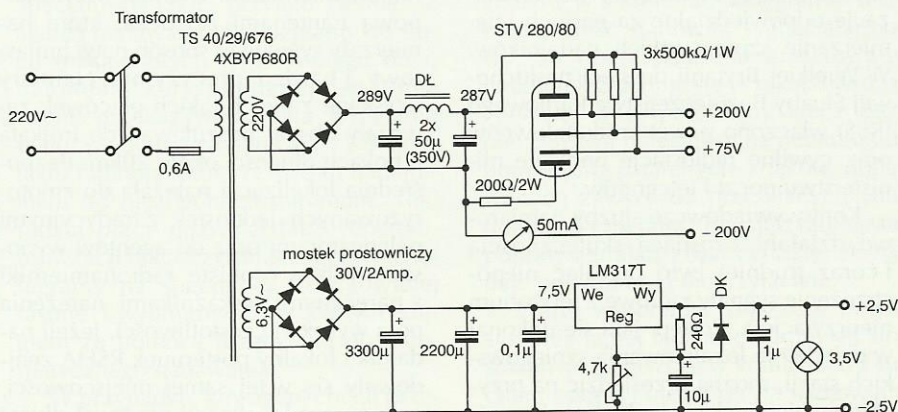 Transformator
TS 40/29/676
4XBYP680R
STV 280/80
3x500kΩ/1W
220V~
0,6A
220V
289V
DŁ.
287V
2x
50µ
(350V)
200Ω/2W
50mA
+200V
+75V
−200V
mostek prostowniczy
30V/2Amp.
6,3V~
7,5V
LM317T
We
Wy
Reg
240Ω
DK
+2,5V
3300µ
2200µ
0,1µ
4,7k
10µ
1µ
3,5V
−2,5V